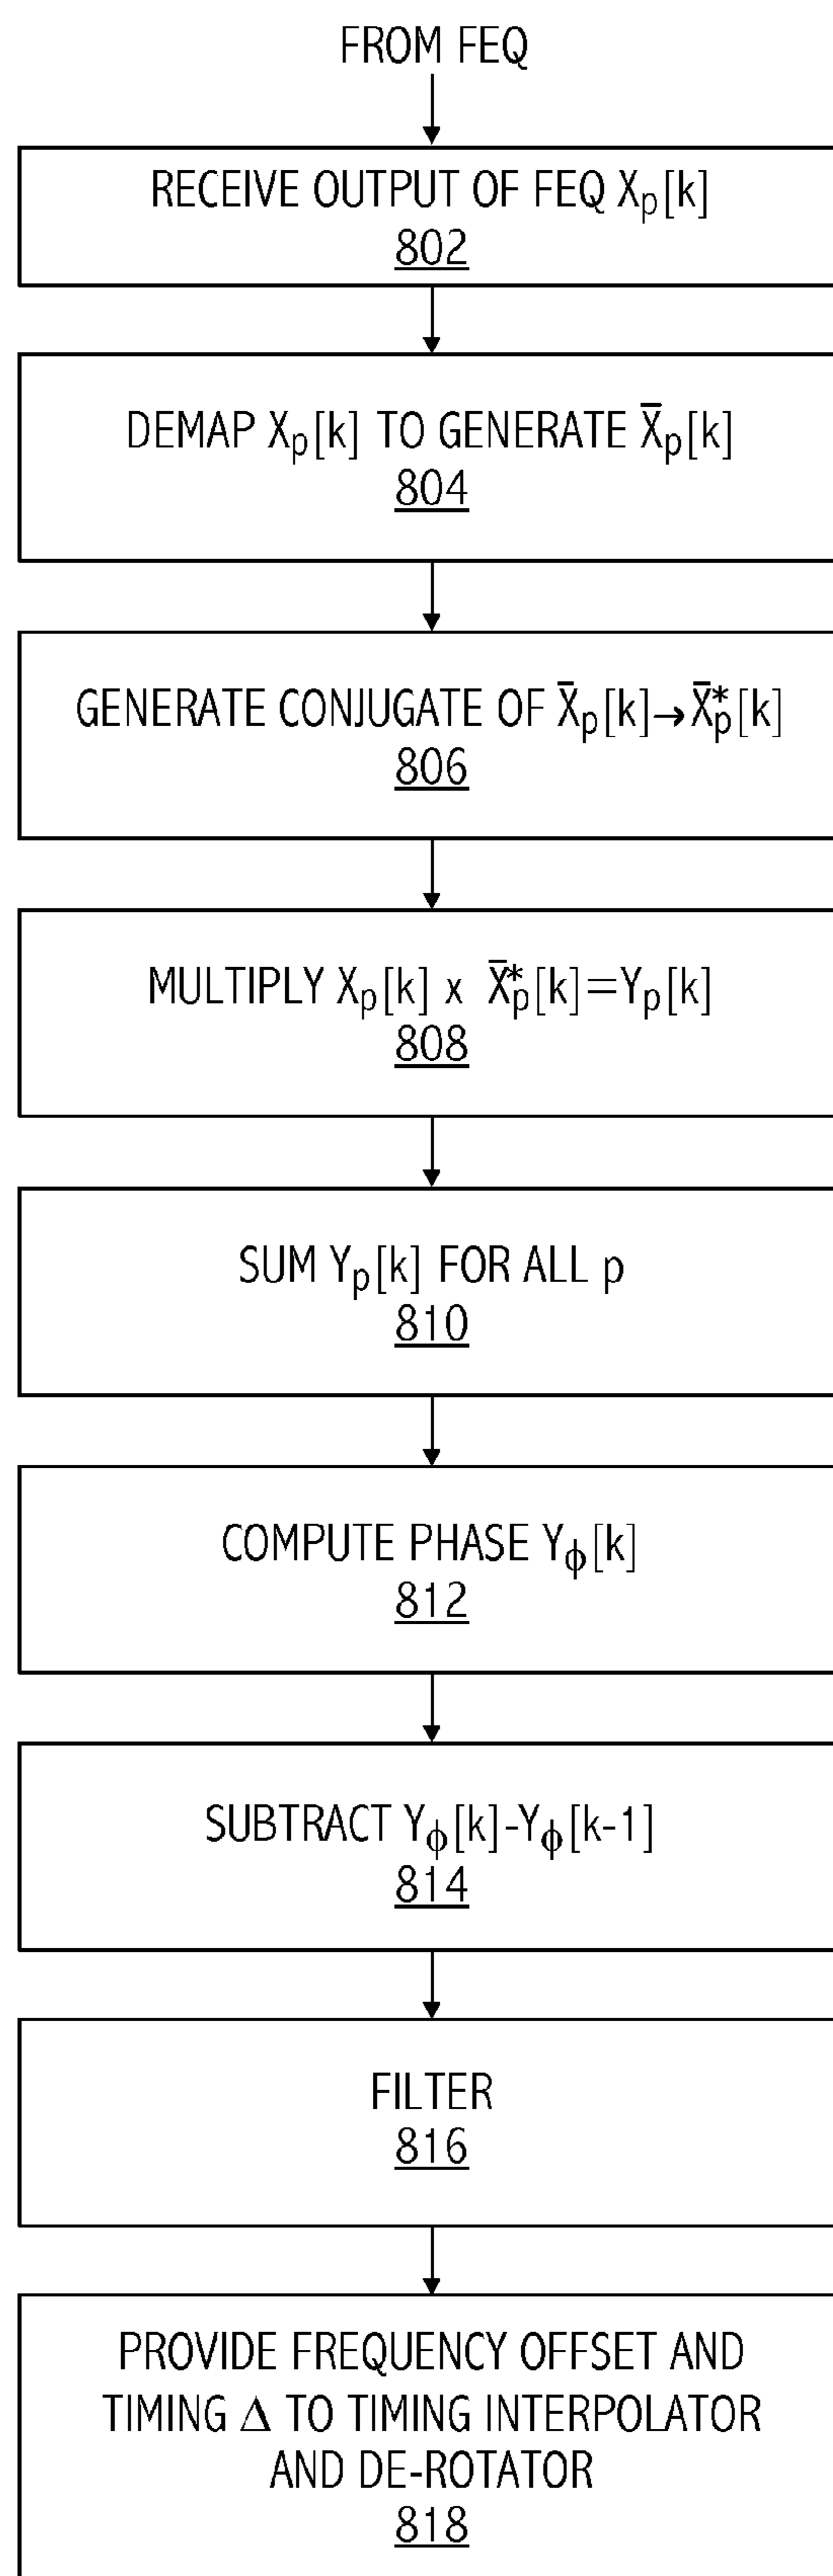 FROM FEQ
RECEIVE OUTPUT OF FEQ Xp[k]
802
DEMAP Xp[k] TO GENERATE X̄p[k]
804
GENERATE CONJUGATE OF X̄p[k]→X̄*p[k]
806
MULTIPLY Xp[k] x X̄*p[k]=Yp[k]
808
SUM Yp[k] FOR ALL p
810
COMPUTE PHASE Yϕ[k]
812
SUBTRACT Yϕ[k]-Yϕ[k-1]
814
FILTER
816
PROVIDE FREQUENCY OFFSET AND
TIMING Δ TO TIMING INTERPOLATOR
AND DE-ROTATOR
818